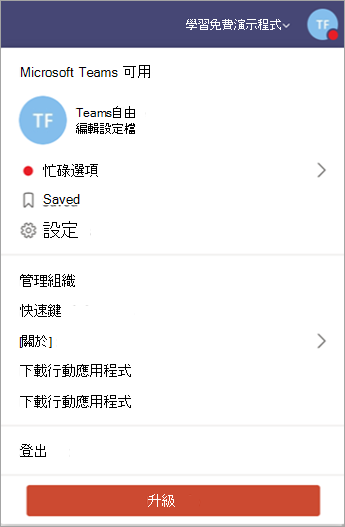 學習免費演示程式
TF
Microsoft Teams 可用
TF
Teams自由
編輯設定檔
忙碌選項
Saved
設定
管理組織
快速鍵
[關於]
下載行動應用程式
下載行動應用程式
登出
升級